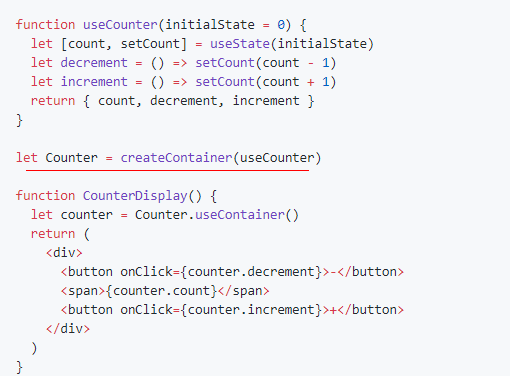 function useCounter(initialState = 0) {
  let [count, setCount] = useState(initialState)
  let decrement = () => setCount(count - 1)
  let increment = () => setCount(count + 1)
  return { count, decrement, increment }
}
let Counter = createContainer(useCounter)
function CounterDisplay() {
  let counter = Counter.useContainer()
  return (
    <div>
      <button onClick={counter.decrement}>-</button>
      <span>{counter.count}</span>
      <button onClick={counter.increment}>+</button>
    </div>
  )
}